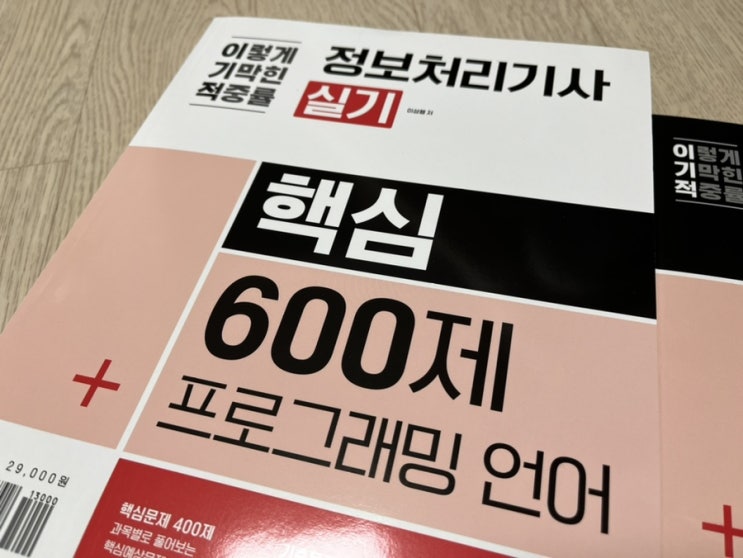 이렇게
기막힌
적중률
정보처리기사
실기
핵심
600제
프로그래밍 언어
29,000원
13000
핵심문제 400제
과목별로 풀어보는
이렇게
기막힌
적중률